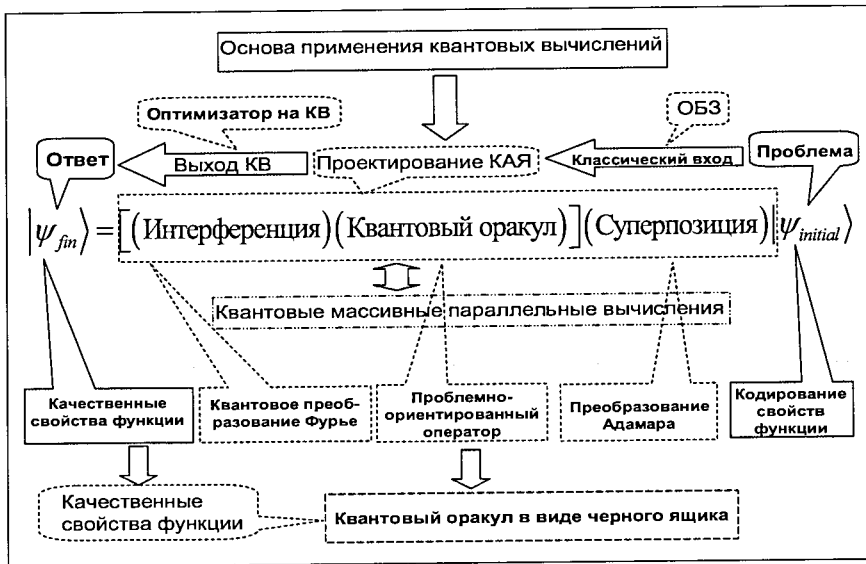 Основа применения квантовых вычислений
Оптимизатор на КВ
ОБЗ
Ответ
Выход КВ
Проектирование КАЯ
Классический вход
Проблема
|ψ_fin⟩ = [(Интерференция)(Квантовый оракул)](Суперпозиция)|ψ_initial⟩
Квантовые массивные параллельные вычисления
Качественные
свойства функции
Квантовое преоб-
разование Фурье
Проблемно-
ориентированный
оператор
Преобразование
Адамара
Кодирование
свойств
функции
Качественные
свойства функции
Квантовый оракул в виде черного ящика